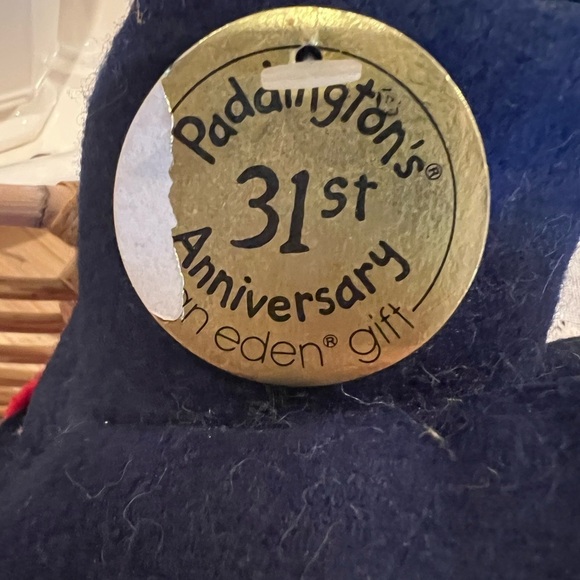 Paddington's®
31st
Anniversary
an eden® gift